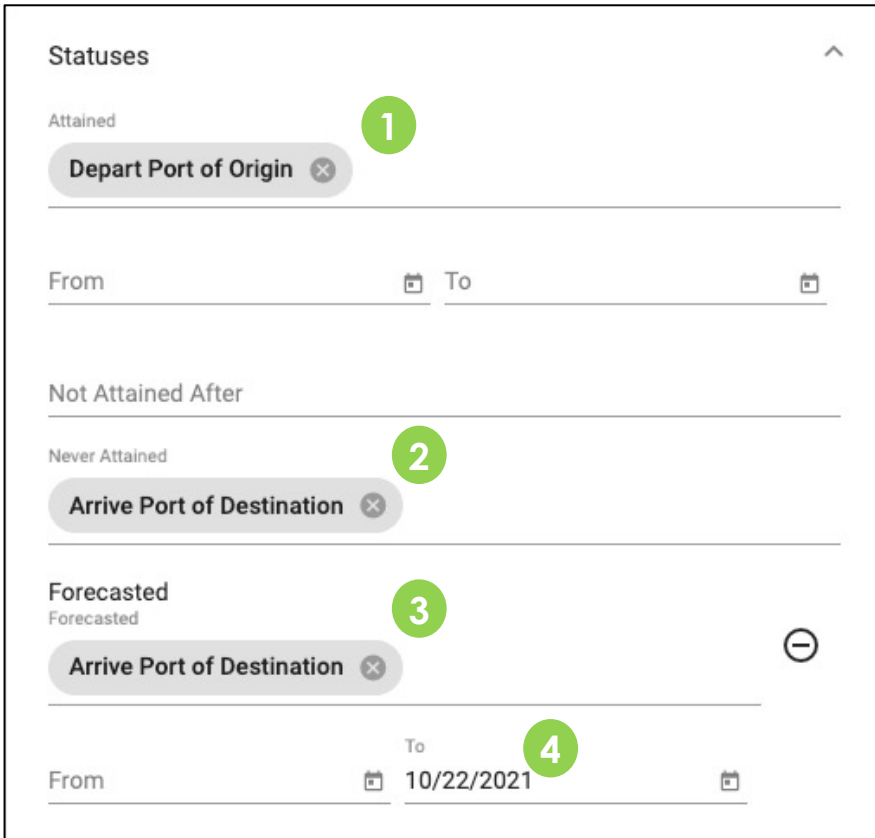 Statuses
Attained
1
Depart Port of Origin
From To
Not Attained After
Never Attained
2
Arrive Port of Destination
Forecasted
Forecasted
3
Arrive Port of Destination
To
4
From 10/22/2021